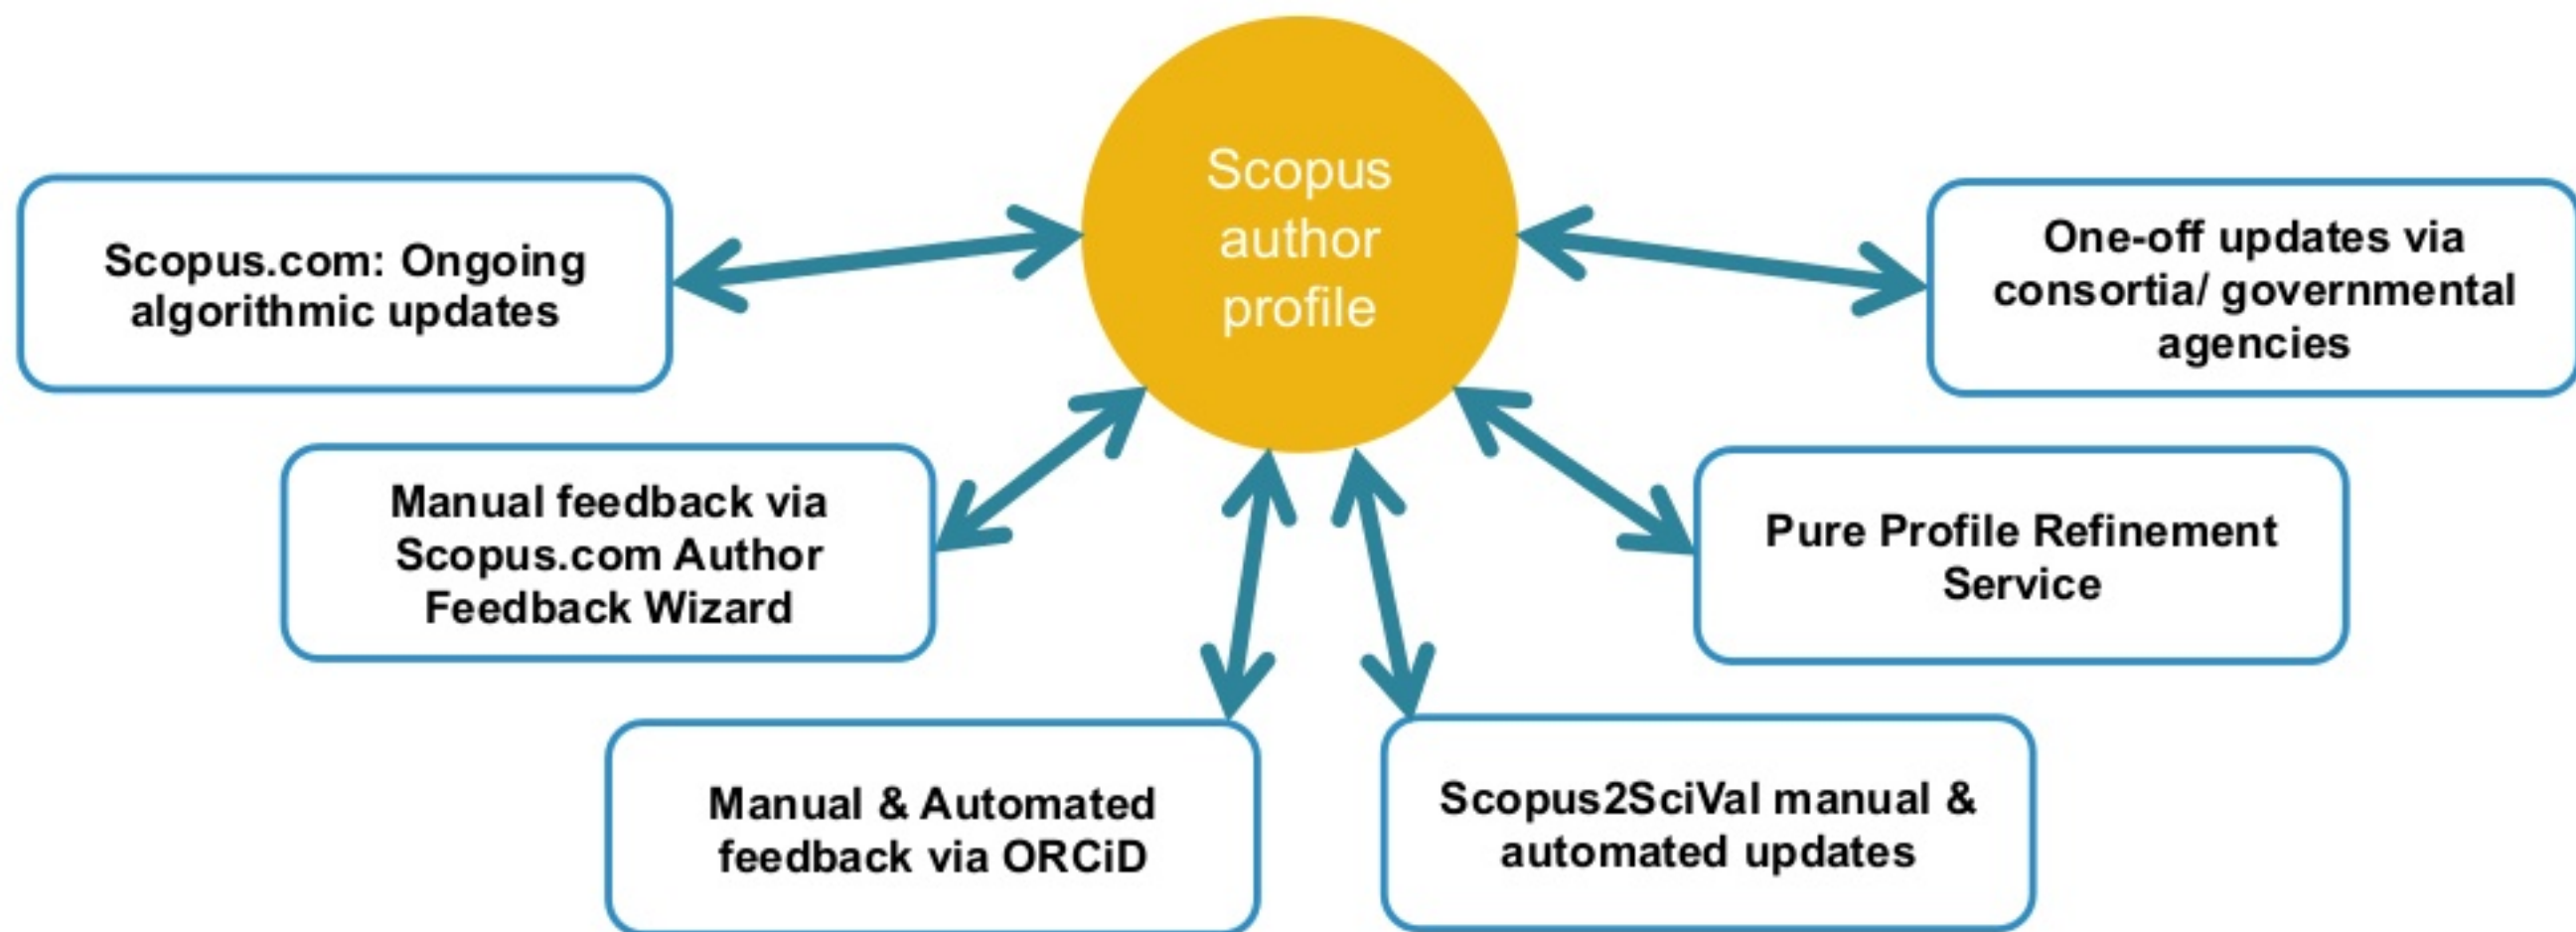 Scopus
author
profile
Scopus.com: Ongoing
algorithmic updates
One-off updates via
consortia/ governmental
agencies
Manual feedback via
Scopus.com Author
Feedback Wizard
Pure Profile Refinement
Service
Manual & Automated
feedback via ORCiD
Scopus2SciVal manual &
automated updates